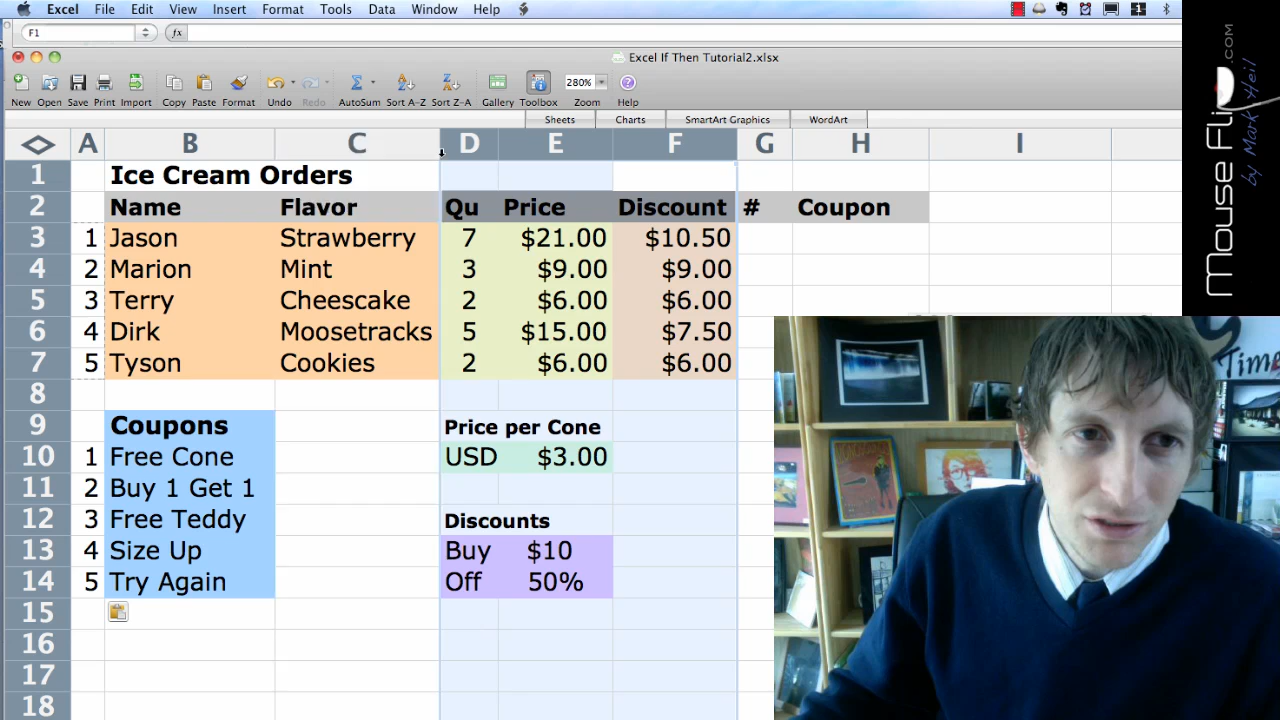 Excel File Edit View Insert Format Tools Data Window Help
F1 fx
Excel If Then Tutorial2.xlsx
New Open Save Print Import Copy Paste Format Undo Redo AutoSum Sort A-Z Sort Z-A Gallery Toolbox 280% Zoom Help
Sheets Charts SmartArt Graphics WordArt
A B C D E F G H I
1 Ice Cream Orders
2 Name Flavor Qu Price Discount # Coupon
3 1 Jason Strawberry 7 $21.00 $10.50
4 2 Marion Mint 3 $9.00 $9.00
5 3 Terry Cheescake 2 $6.00 $6.00
6 4 Dirk Moosetracks 5 $15.00 $7.50
7 5 Tyson Cookies 2 $6.00 $6.00
8
9 Coupons Price per Cone
10 1 Free Cone USD $3.00
11 2 Buy 1 Get 1
12 3 Free Teddy Discounts
13 4 Size Up Buy $10
14 5 Try Again Off 50%
15
16
17
18
Mouse Flip .COM
by Mark Heil
Time